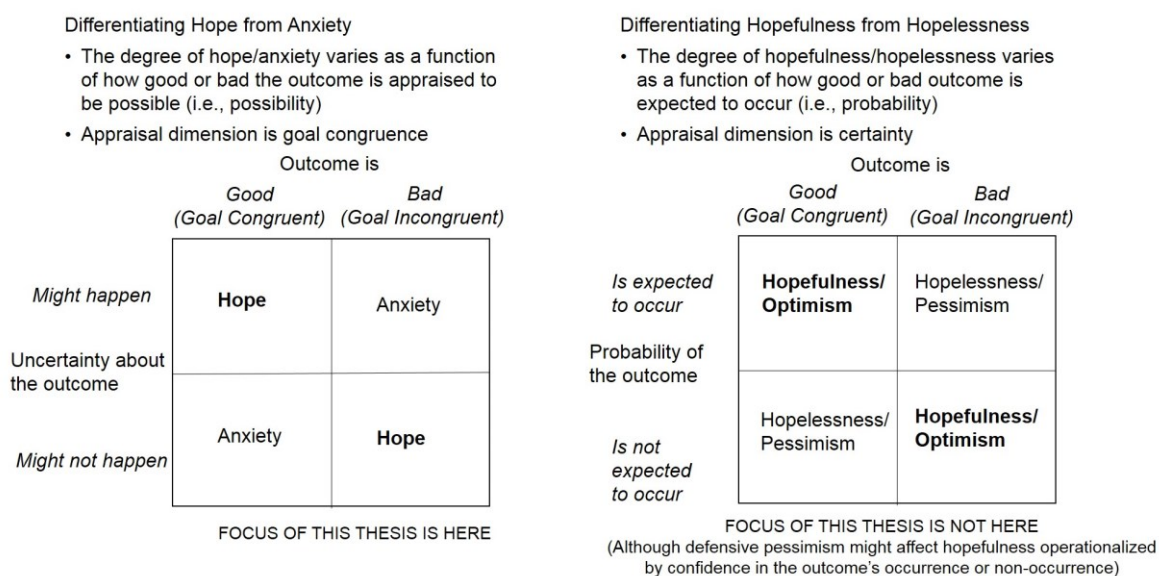 Differentiating Hope from Anxiety
• The degree of hope/anxiety varies as a function
of how good or bad the outcome is appraised to
be possible (i.e., possibility)
• Appraisal dimension is goal congruence
Outcome is
Good
(Goal Congruent)
Bad
(Goal Incongruent)
Might happen
Hope
Anxiety
Uncertainty about
the outcome
Might not happen
Anxiety
Hope
FOCUS OF THIS THESIS IS HERE
Differentiating Hopefulness from Hopelessness
• The degree of hopefulness/hopelessness varies
as a function of how good or bad outcome is
expected to occur (i.e., probability)
• Appraisal dimension is certainty
Outcome is
Good
(Goal Congruent)
Bad
(Goal Incongruent)
Is expected
to occur
Hopefulness/
Optimism
Hopelessness/
Pessimism
Probability of
the outcome
Is not
expected
to occur
Hopelessness/
Pessimism
Hopefulness/
Optimism
FOCUS OF THIS THESIS IS NOT HERE
(Although defensive pessimism might affect hopefulness operationalized
by confidence in the outcome's occurrence or non-occurrence)